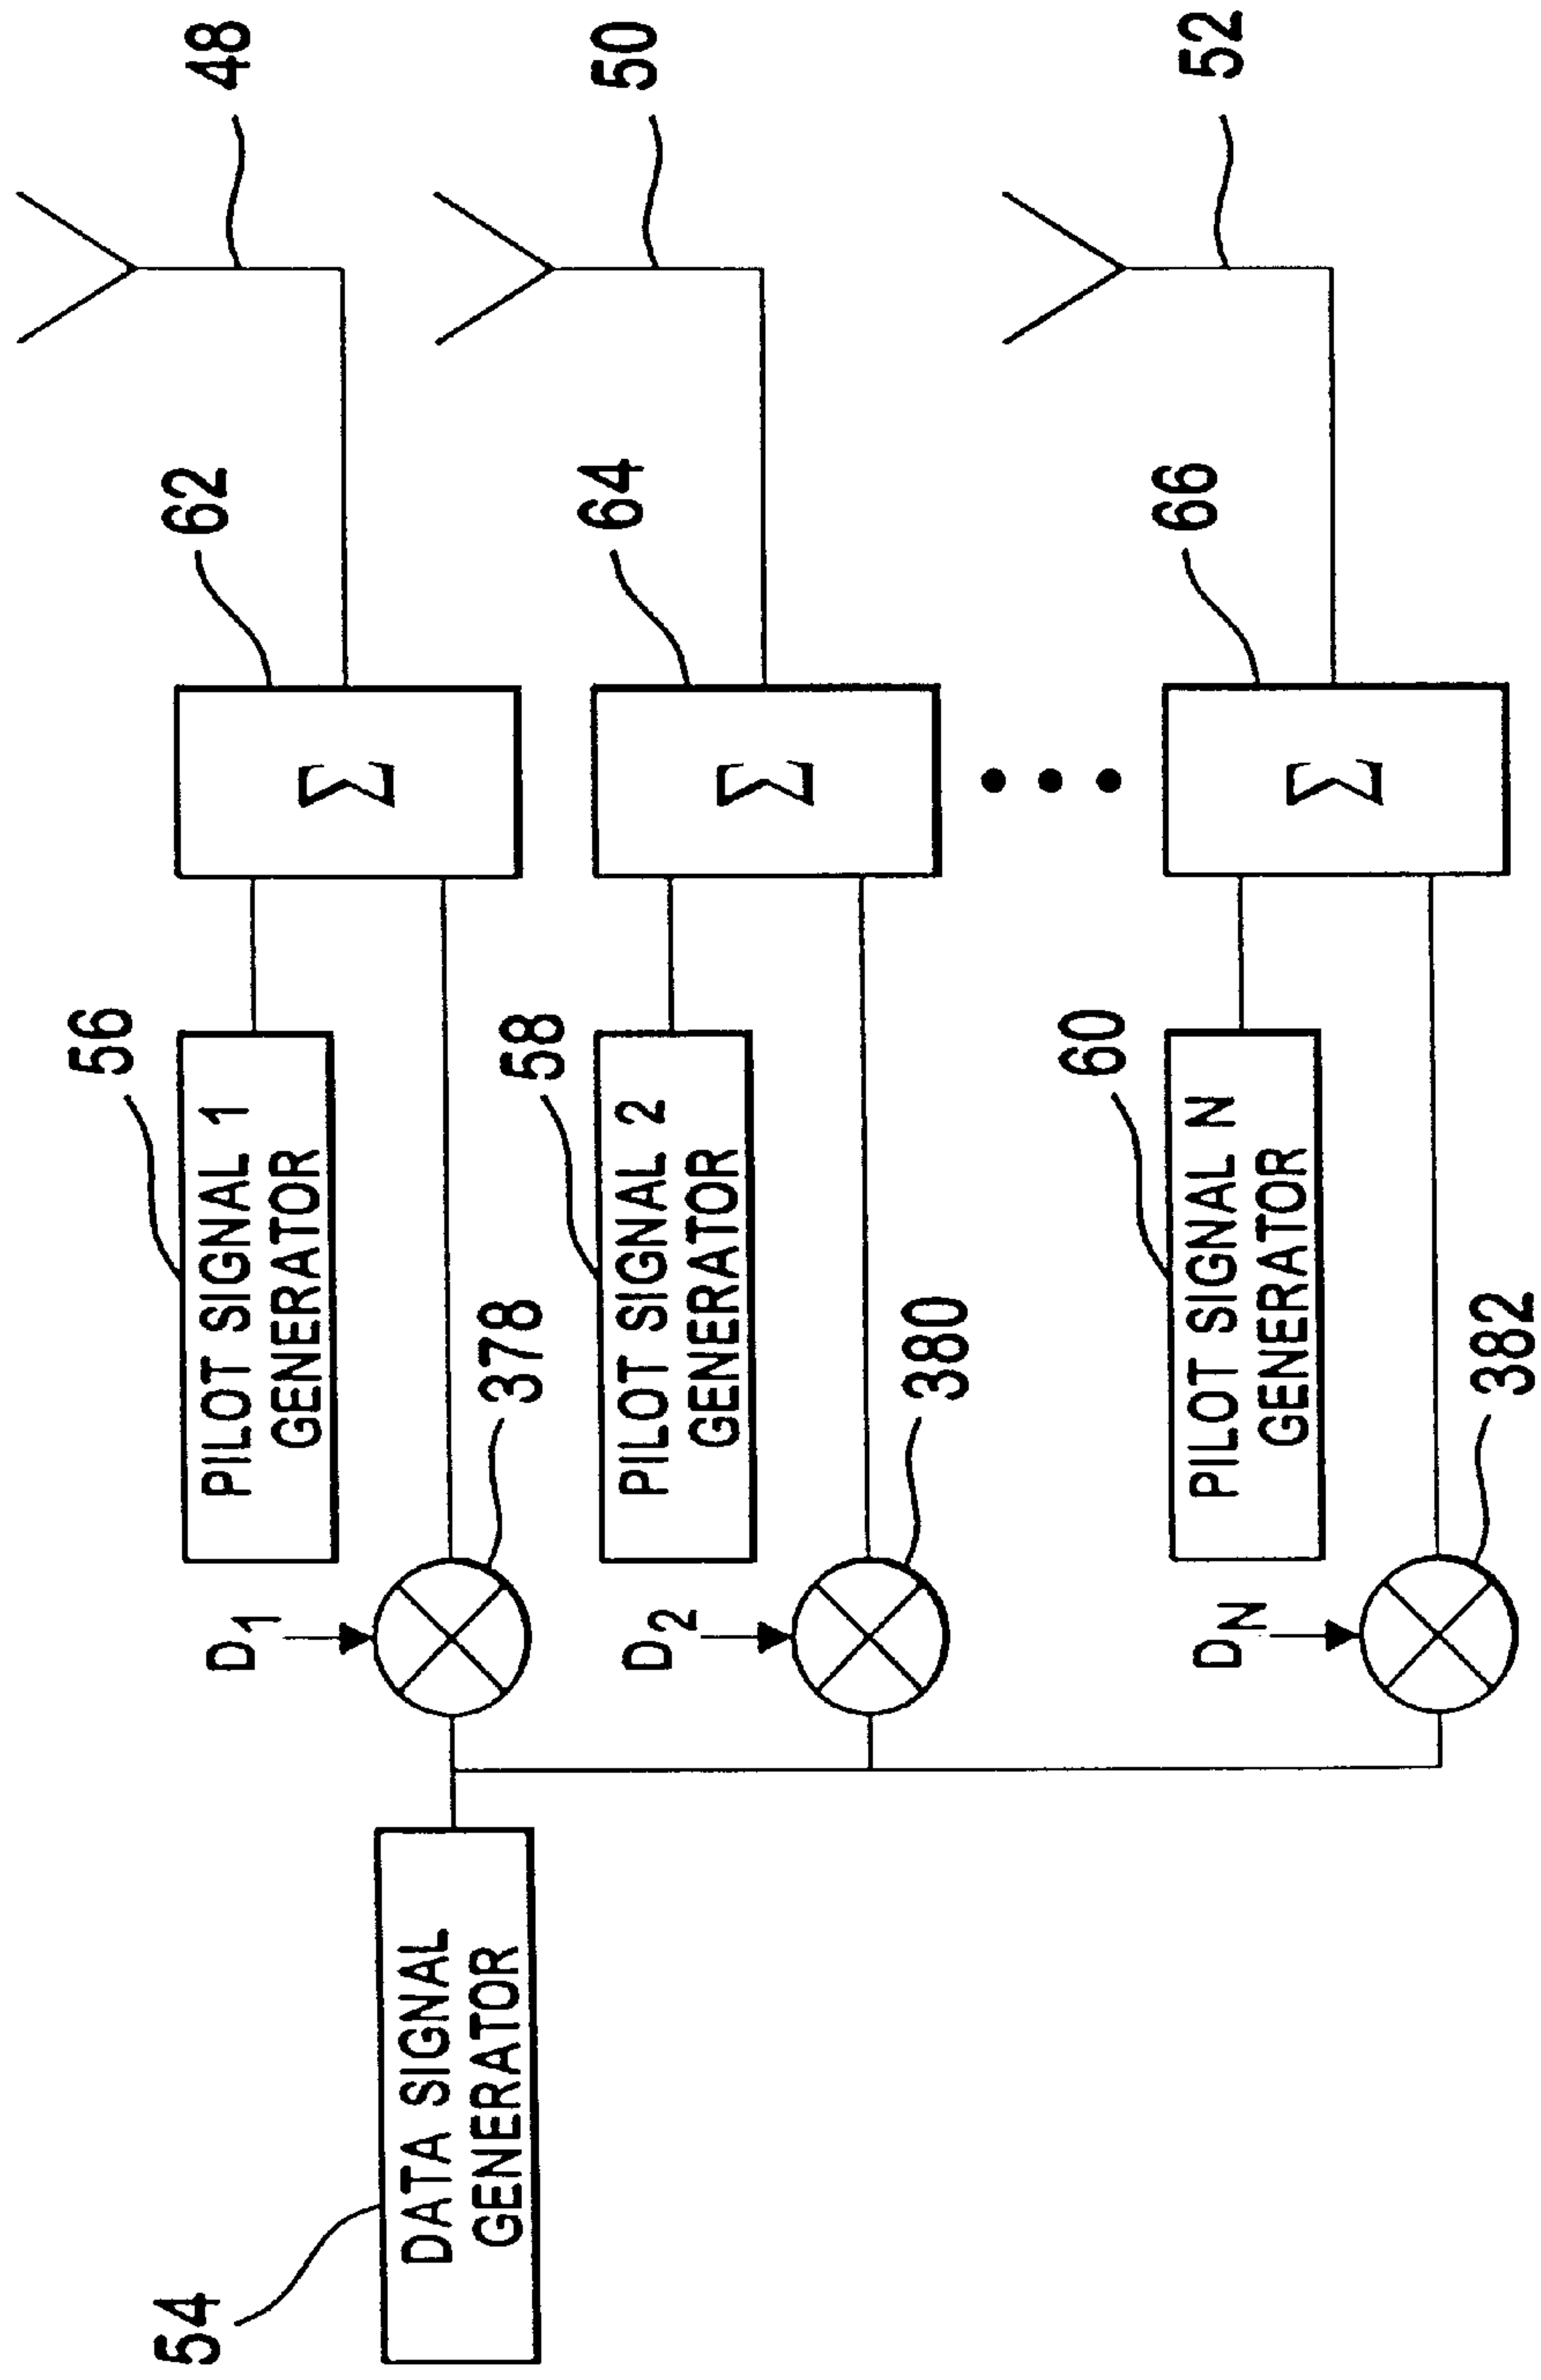 54
DATA SIGNAL
GENERATOR
D1
378
PILOT SIGNAL 1
GENERATOR
56
Σ
62
48
D2
380
PILOT SIGNAL 2
GENERATOR
58
Σ
64
50
DN
382
PILOT SIGNAL N
GENERATOR
60
Σ
66
52